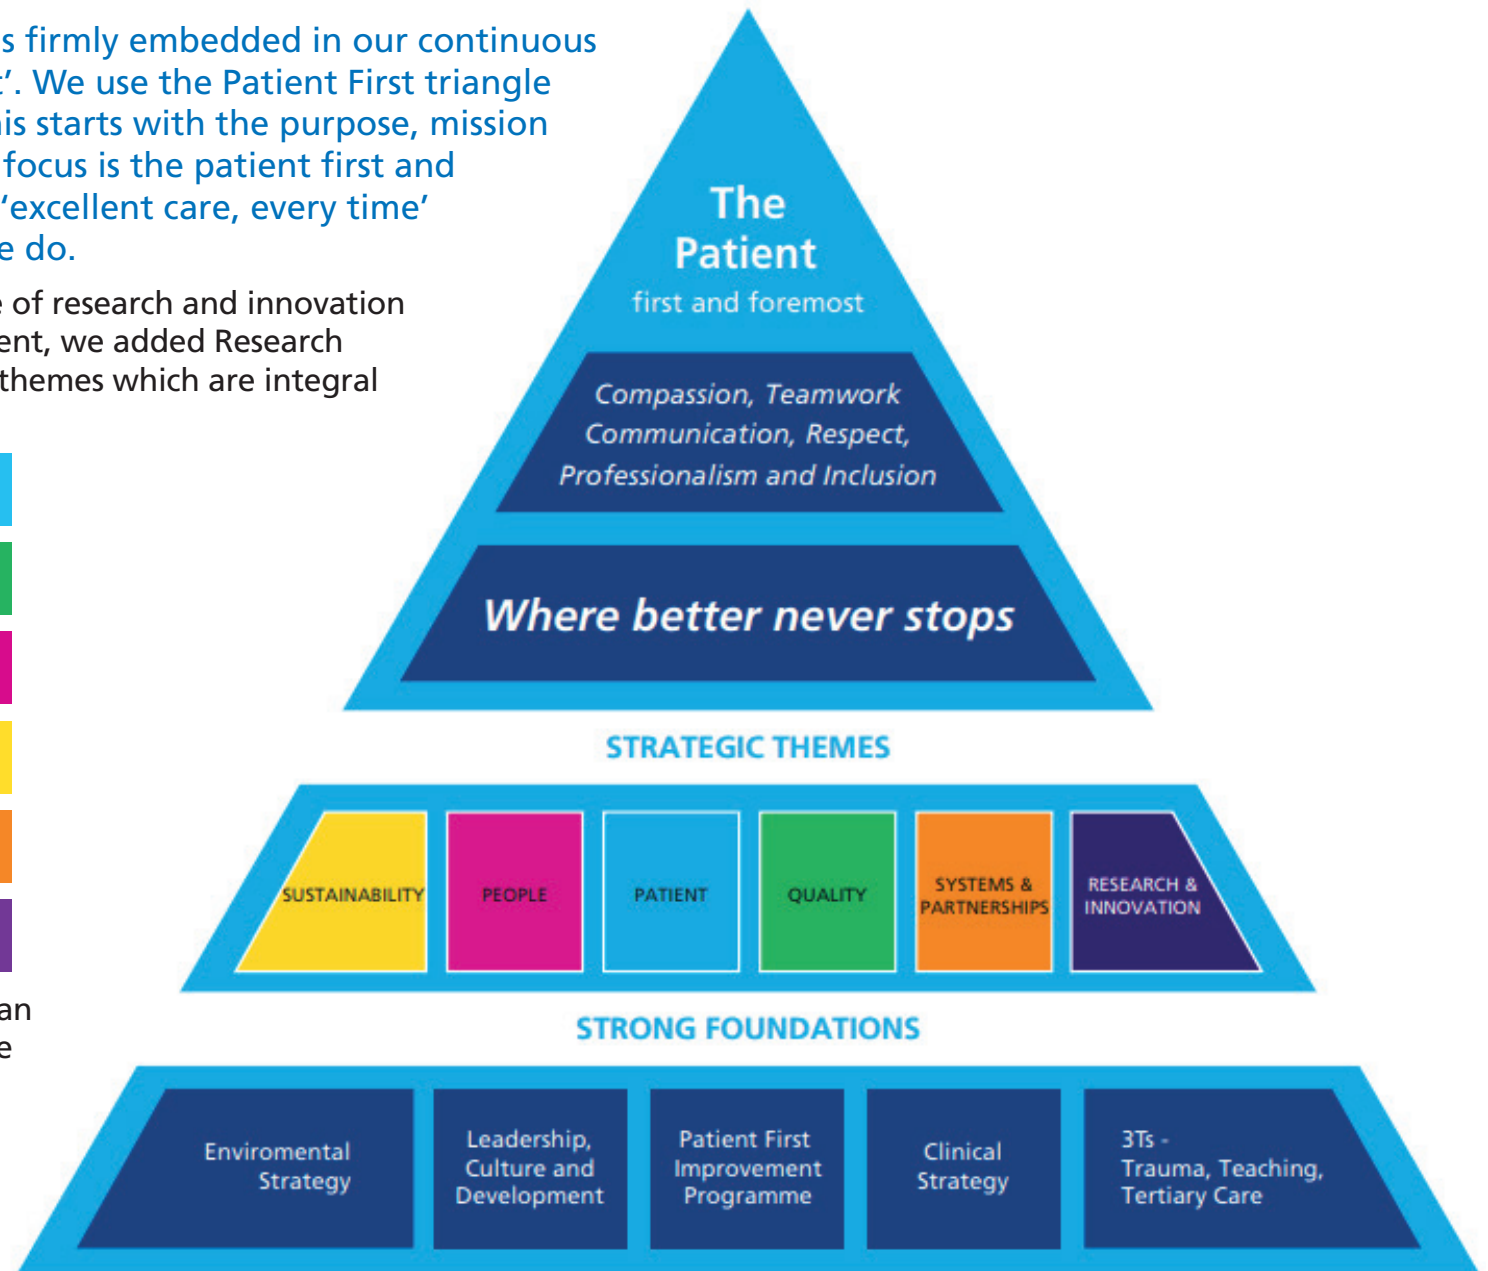 s firmly embedded in our continuous
t’. We use the Patient First triangle
his starts with the purpose, mission
focus is the patient first and
‘excellent care, every time’
e do.
e of research and innovation
ent, we added Research
themes which are integral
an
e
The
Patient
first and foremost
Compassion, Teamwork
Communication, Respect,
Professionalism and Inclusion
Where better never stops
STRATEGIC THEMES
SUSTAINABILITY
PEOPLE
PATIENT
QUALITY
SYSTEMS &
PARTNERSHIPS
RESEARCH &
INNOVATION
STRONG FOUNDATIONS
Enviromental
Strategy
Leadership,
Culture and
Development
Patient First
Improvement
Programme
Clinical
Strategy
3Ts -
Trauma, Teaching,
Tertiary Care